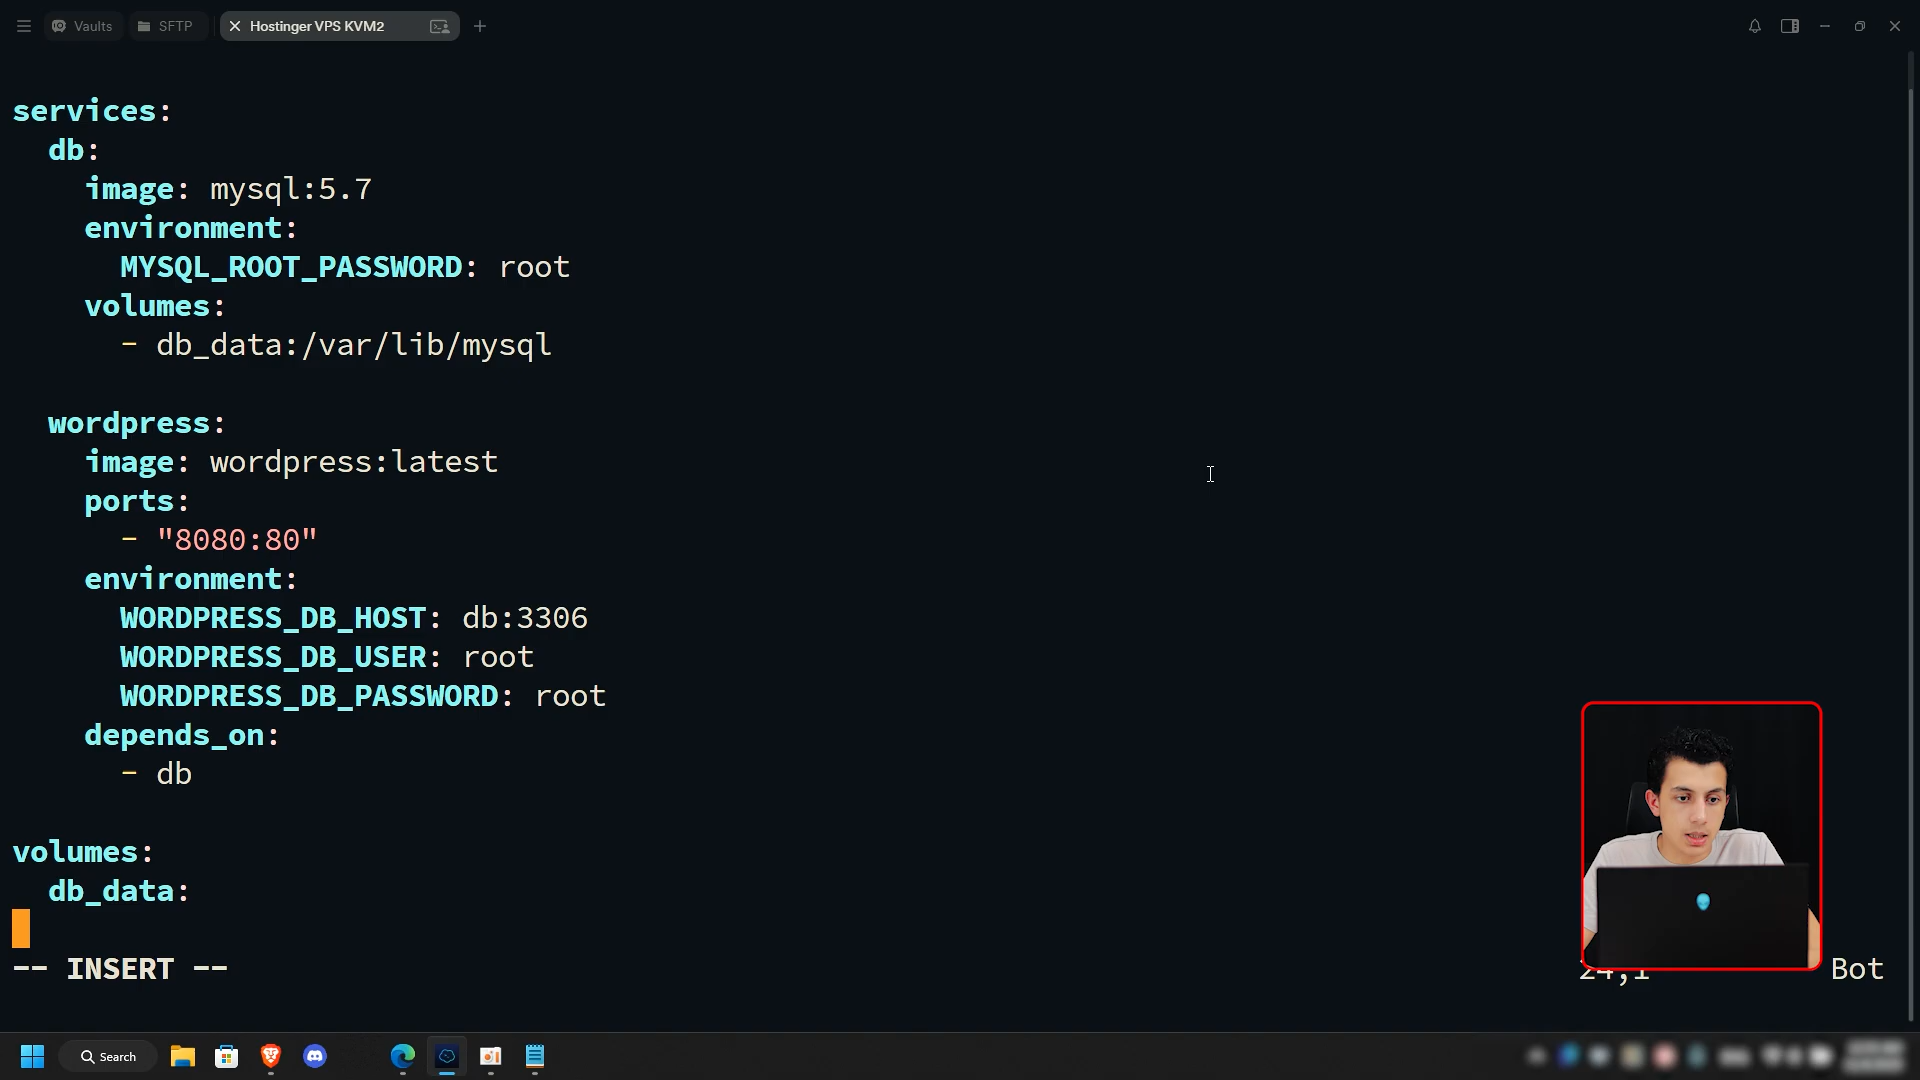 Vaults
SFTP
Hostinger VPS KVM2
services:
db:
image: mysql:5.7
environment:
MYSQL_ROOT_PASSWORD: root
volumes:
- db_data:/var/lib/mysql
wordpress:
image: wordpress:latest
ports:
- "8080:80"
environment:
WORDPRESS_DB_HOST: db:3306
WORDPRESS_DB_USER: root
WORDPRESS_DB_PASSWORD: root
depends_on:
- db
volumes:
db_data:
-- INSERT --
24,1
Bot
Search